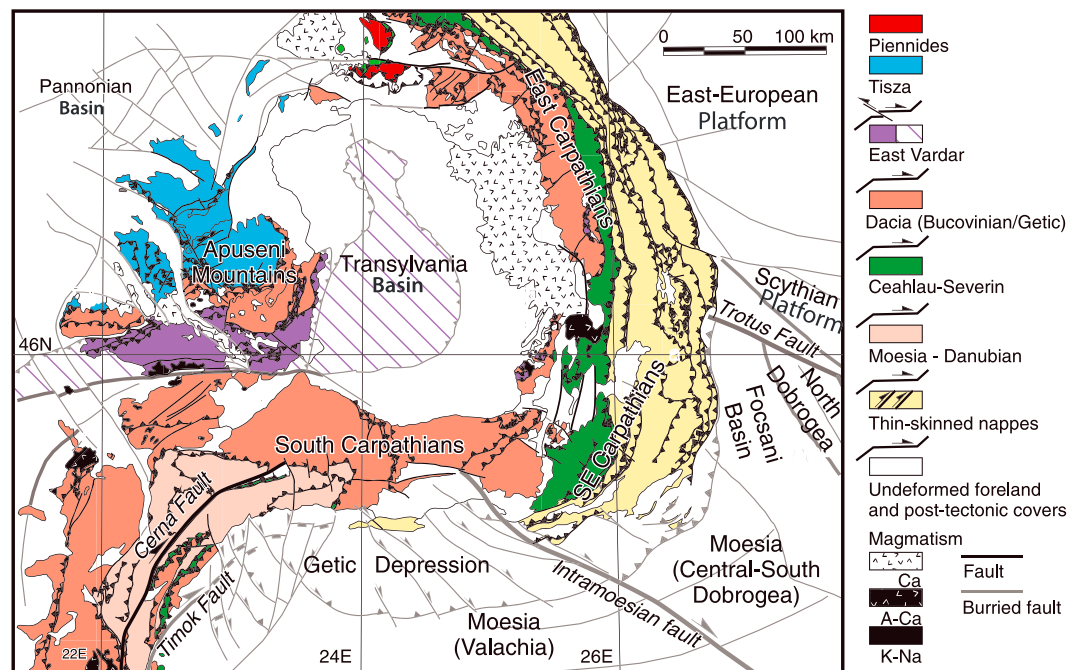 0 50 100 km
Pannonian
Basin
East-European
Platform
East Carpathians
Apuseni
Mountains
Transylvania
Basin
Scythian
Platform
Trotus Fault
North
Dobrogea
46N
Focsani
Basin
South Carpathians
SE Carpathians
Cerna Fault
Timok Fault
Getic Depression
Intramoesian fault
Moesia
(Central-South
Dobrogea)
Moesia
(Valachia)
22E
24E
26E
Piennides
Tisza
East Vardar
Dacia (Bucovinian/Getic)
Ceahlau-Severin
Moesia - Danubian
Thin-skinned nappes
Undeformed foreland
and post-tectonic covers
Magmatism
Ca
A-Ca
K-Na
Fault
Burried fault